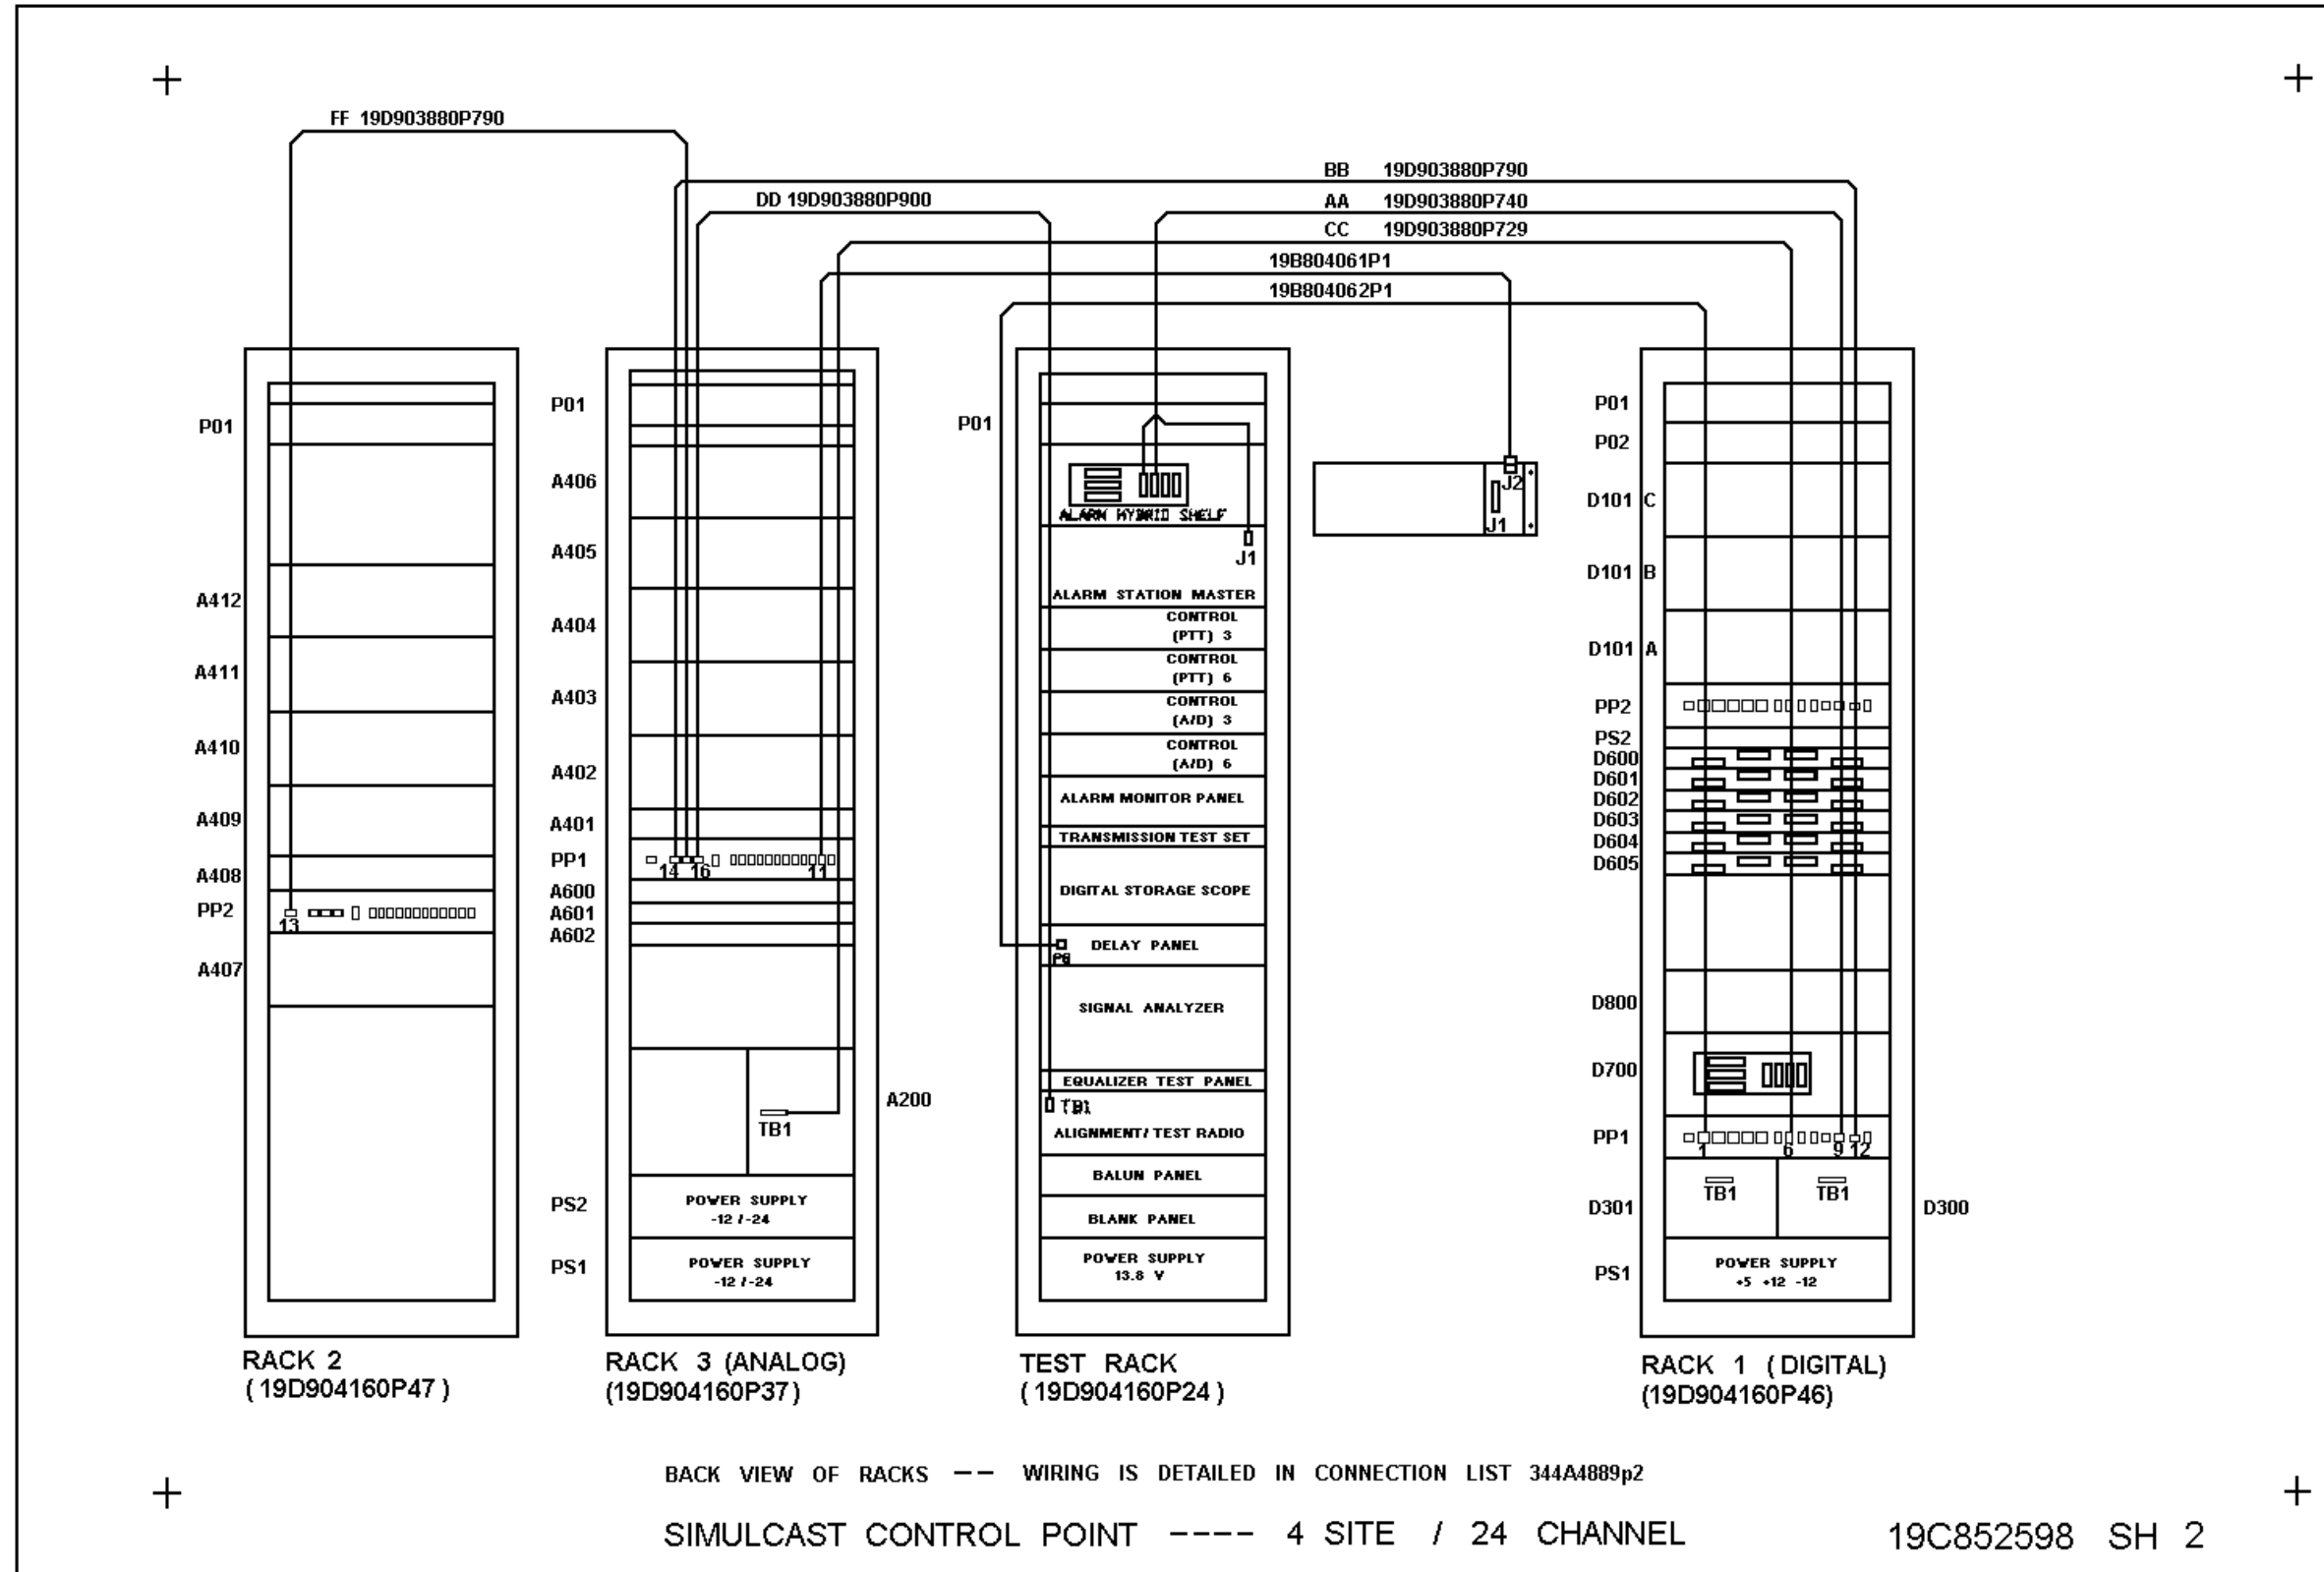 FF 19D903880P790
BB 19D903880P790
DD 19D903880P900
AA 19D903880P740
CC 19D903880P729
19B804061P1
19B804062P1
P01
A412
A411
A410
A409
A408
PP2
13
A407
RACK 2
( 19D904160P47 )
P01
A406
A405
A404
A403
A402
A401
PP1
14 16 11
A600
A601
A602
A200
TB1
PS2
POWER SUPPLY
-12 / -24
PS1
POWER SUPPLY
-12 / -24
RACK 3 (ANALOG)
(19D904160P37)
P01
ALARM HYBRID SHELF
J1
ALARM STATION MASTER
CONTROL
(PTT) 3
CONTROL
(PTT) 6
CONTROL
(A/D) 3
CONTROL
(A/D) 6
ALARM MONITOR PANEL
TRANSMISSION TEST SET
DIGITAL STORAGE SCOPE
DELAY PANEL
P6
SIGNAL ANALYZER
EQUALIZER TEST PANEL
TB1
ALIGNMENT/ TEST RADIO
BALUN PANEL
BLANK PANEL
POWER SUPPLY
13.8 V
TEST RACK
( 19D904160P24 )
J2
J1
P01
P02
D101 C
D101 B
D101 A
PP2
PS2
D600
D601
D602
D603
D604
D605
D800
D700
PP1
1 6 9 12
TB1 TB1
D301
D300
PS1
POWER SUPPLY
+5 +12 -12
RACK 1 ( DIGITAL)
(19D904160P46)
BACK VIEW OF RACKS -- WIRING IS DETAILED IN CONNECTION LIST 344A4889p2
SIMULCAST CONTROL POINT ---- 4 SITE / 24 CHANNEL
19C852598 SH 2